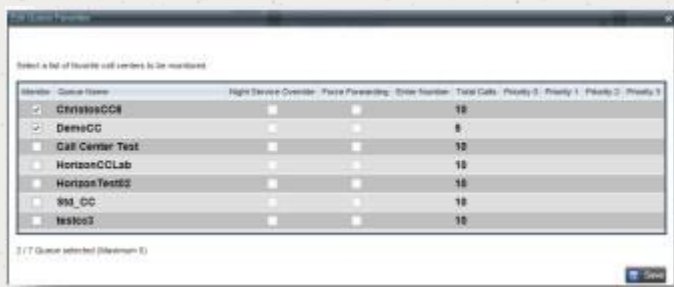 Edit Queue Favorites
Select a list of favorite call centers to be monitored
Monitor Queue Name Night Service Override Force Forwarding Enter Number Total Calls Priority 0 Priority 1 Priority 2 Priority 3
ChristosCC6 10
DemoCC
Call Center Test 10
HorizonCCLab 10
HorizonTest02 10
Std_CC 10
testcc3 10
2 / 7 Queue selected (Maximum 5)
Save